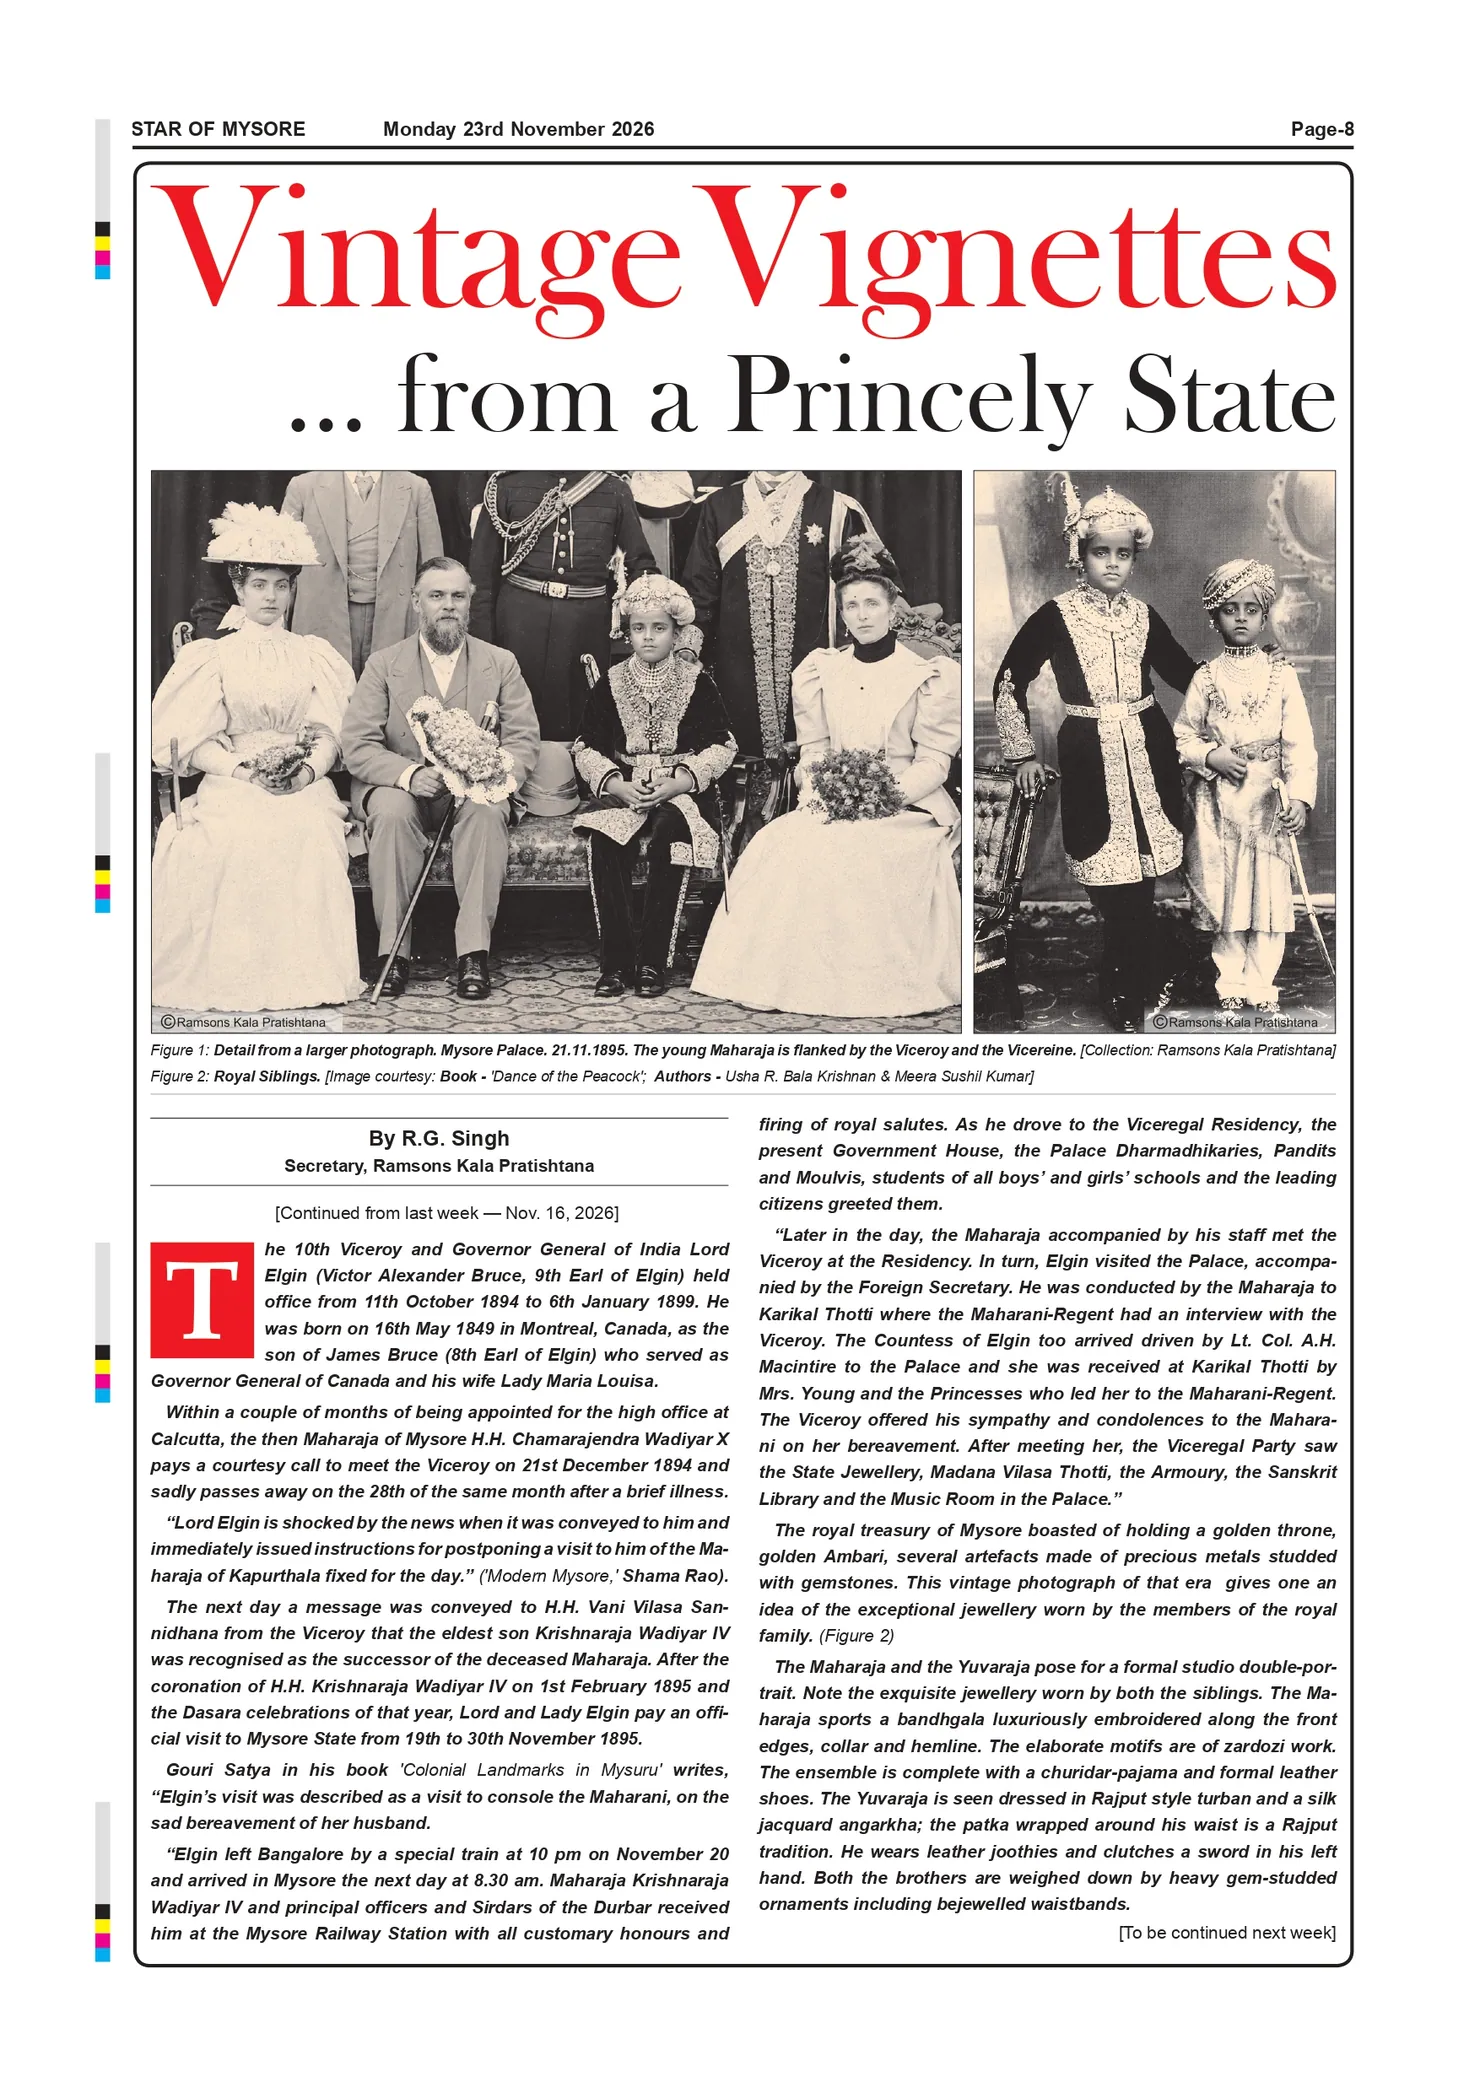 STAR OF MYSORE Monday 23rd November 2026 Page-8
Vintage Vignettes
... from a Princely State
©Ramsons Kala Pratishtana
©Ramsons Kala Pratishtana
Figure 1: Detail from a larger photograph. Mysore Palace. 21.11.1895. The young Maharaja is flanked by the Viceroy and the Vicereine. [Collection: Ramsons Kala Pratishtana]
Figure 2: Royal Siblings. [Image courtesy: Book - 'Dance of the Peacock'; Authors - Usha R. Bala Krishnan & Meera Sushil Kumar]
By R.G. Singh
Secretary, Ramsons Kala Pratishtana
[Continued from last week — Nov. 16, 2026]
The 10th Viceroy and Governor General of India Lord
Elgin (Victor Alexander Bruce, 9th Earl of Elgin) held
office from 11th October 1894 to 6th January 1899. He
was born on 16th May 1849 in Montreal, Canada, as the
son of James Bruce (8th Earl of Elgin) who served as
Governor General of Canada and his wife Lady Maria Louisa.
Within a couple of months of being appointed for the high office at
Calcutta, the then Maharaja of Mysore H.H. Chamarajendra Wadiyar X
pays a courtesy call to meet the Viceroy on 21st December 1894 and
sadly passes away on the 28th of the same month after a brief illness.
“Lord Elgin is shocked by the news when it was conveyed to him and
immediately issued instructions for postponing a visit to him of the Ma-
haraja of Kapurthala fixed for the day.” ('Modern Mysore,' Shama Rao).
The next day a message was conveyed to H.H. Vani Vilasa San-
nidhana from the Viceroy that the eldest son Krishnaraja Wadiyar IV
was recognised as the successor of the deceased Maharaja. After the
coronation of H.H. Krishnaraja Wadiyar IV on 1st February 1895 and
the Dasara celebrations of that year, Lord and Lady Elgin pay an offi-
cial visit to Mysore State from 19th to 30th November 1895.
Gouri Satya in his book 'Colonial Landmarks in Mysuru' writes,
“Elgin’s visit was described as a visit to console the Maharani, on the
sad bereavement of her husband.
“Elgin left Bangalore by a special train at 10 pm on November 20
and arrived in Mysore the next day at 8.30 am. Maharaja Krishnaraja
Wadiyar IV and principal officers and Sirdars of the Durbar received
him at the Mysore Railway Station with all customary honours and
firing of royal salutes. As he drove to the Viceregal Residency, the
present Government House, the Palace Dharmadhikaries, Pandits
and Moulvis, students of all boys’ and girls’ schools and the leading
citizens greeted them.
“Later in the day, the Maharaja accompanied by his staff met the
Viceroy at the Residency. In turn, Elgin visited the Palace, accompa-
nied by the Foreign Secretary. He was conducted by the Maharaja to
Karikal Thotti where the Maharani-Regent had an interview with the
Viceroy. The Countess of Elgin too arrived driven by Lt. Col. A.H.
Macintire to the Palace and she was received at Karikal Thotti by
Mrs. Young and the Princesses who led her to the Maharani-Regent.
The Viceroy offered his sympathy and condolences to the Mahara-
ni on her bereavement. After meeting her, the Viceregal Party saw
the State Jewellery, Madana Vilasa Thotti, the Armoury, the Sanskrit
Library and the Music Room in the Palace.”
The royal treasury of Mysore boasted of holding a golden throne,
golden Ambari, several artefacts made of precious metals studded
with gemstones. This vintage photograph of that era gives one an
idea of the exceptional jewellery worn by the members of the royal
family. (Figure 2)
The Maharaja and the Yuvaraja pose for a formal studio double-por-
trait. Note the exquisite jewellery worn by both the siblings. The Ma-
haraja sports a bandhgala luxuriously embroidered along the front
edges, collar and hemline. The elaborate motifs are of zardozi work.
The ensemble is complete with a churidar-pajama and formal leather
shoes. The Yuvaraja is seen dressed in Rajput style turban and a silk
jacquard angarkha; the patka wrapped around his waist is a Rajput
tradition. He wears leather joothies and clutches a sword in his left
hand. Both the brothers are weighed down by heavy gem-studded
ornaments including bejewelled waistbands.
[To be continued next week]